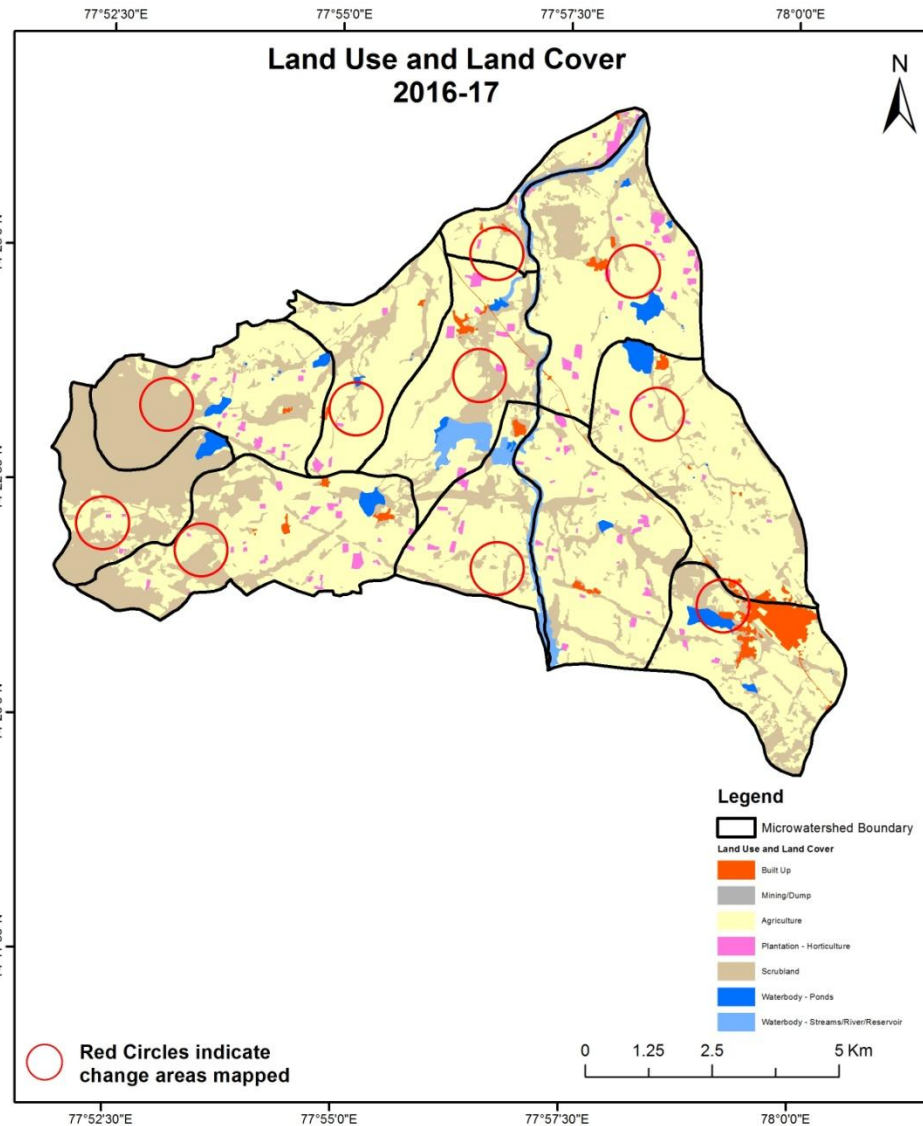 77°52'30"E 77°55'0"E 77°57'30"E 78°0'0"E
Land Use and Land Cover
2016-17
N
Legend
Microwatershed Boundary
Land Use and Land Cover
Built Up
Mining/Dump
Agriculture
Plantation - Horticulture
Scrubland
Waterbody - Ponds
Waterbody - Streams/River/Reservoir
Red Circles indicate
change areas mapped
0 1.25 2.5 5 Km
77°52'30"E 77°55'0"E 77°57'30"E 78°0'0"E